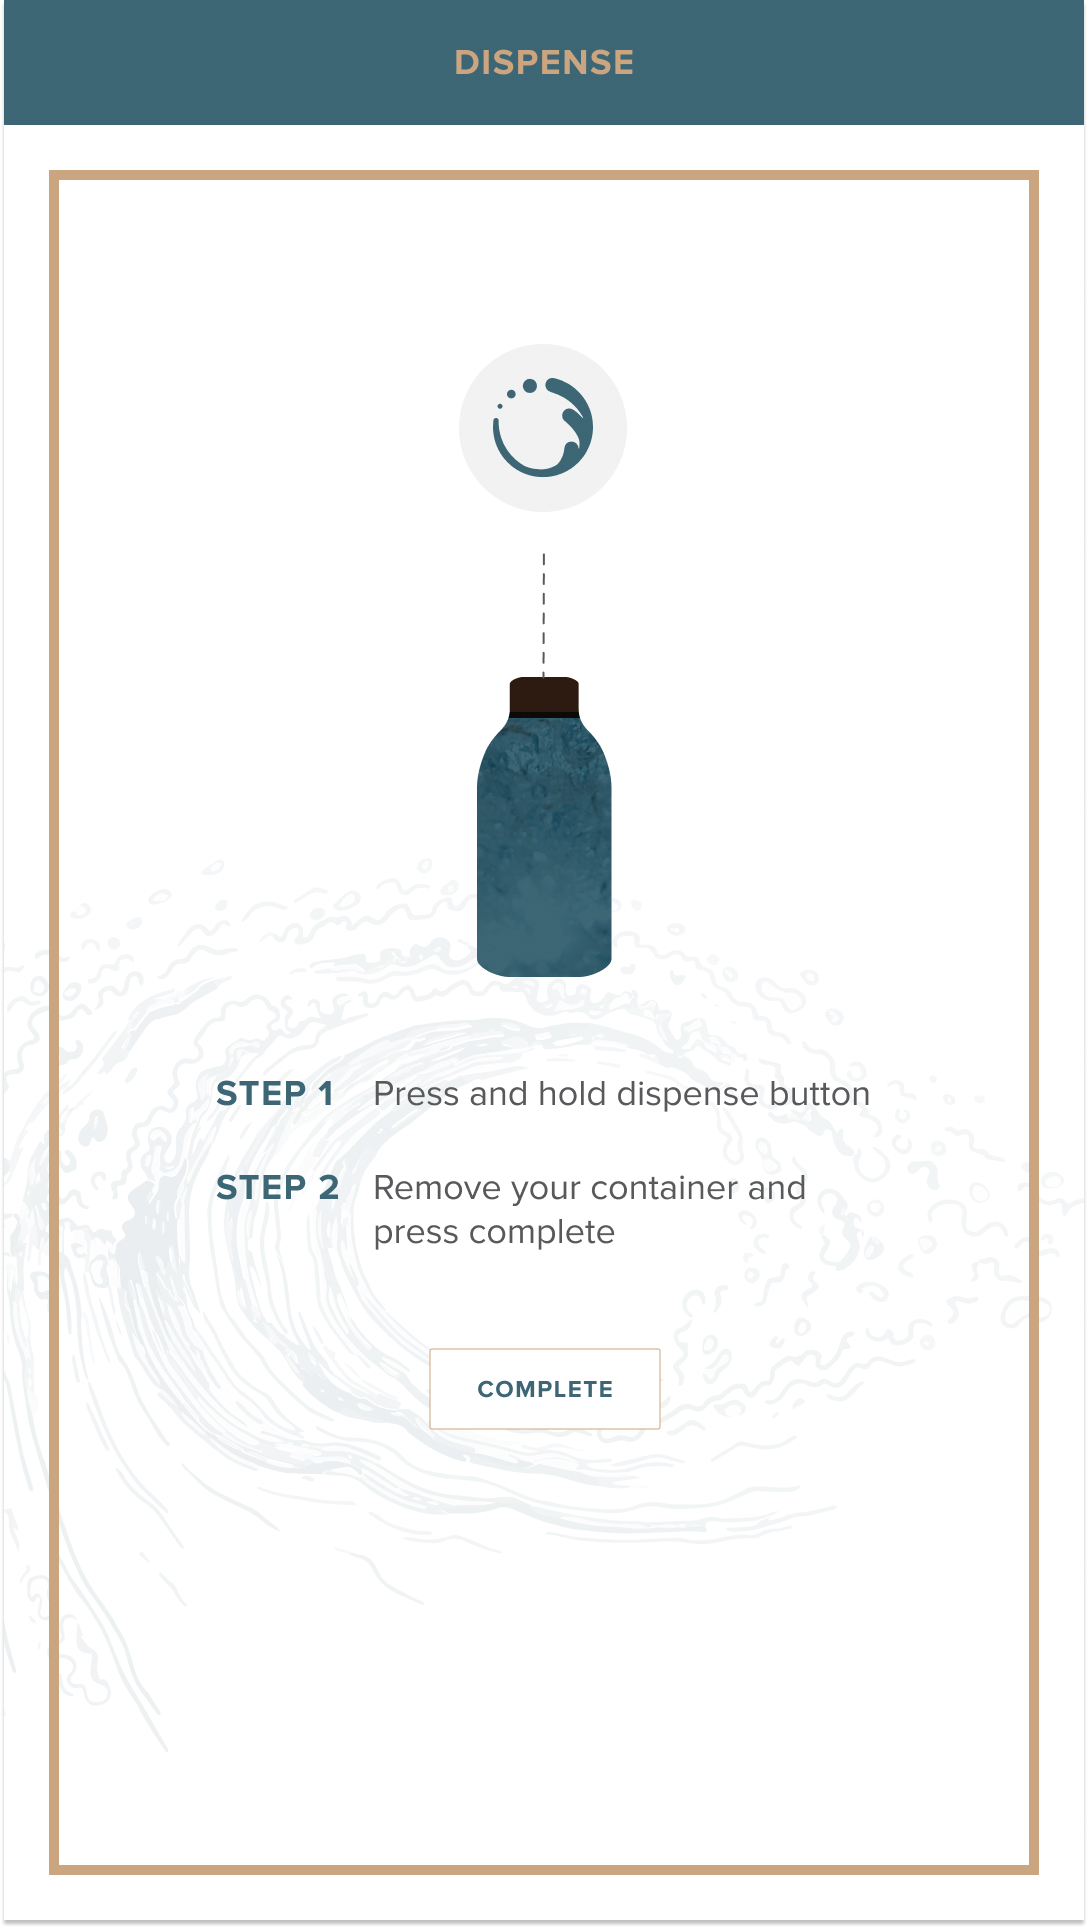 DISPENSE
STEP 1 Press and hold dispense button
STEP 2 Remove your container and
press complete
COMPLETE